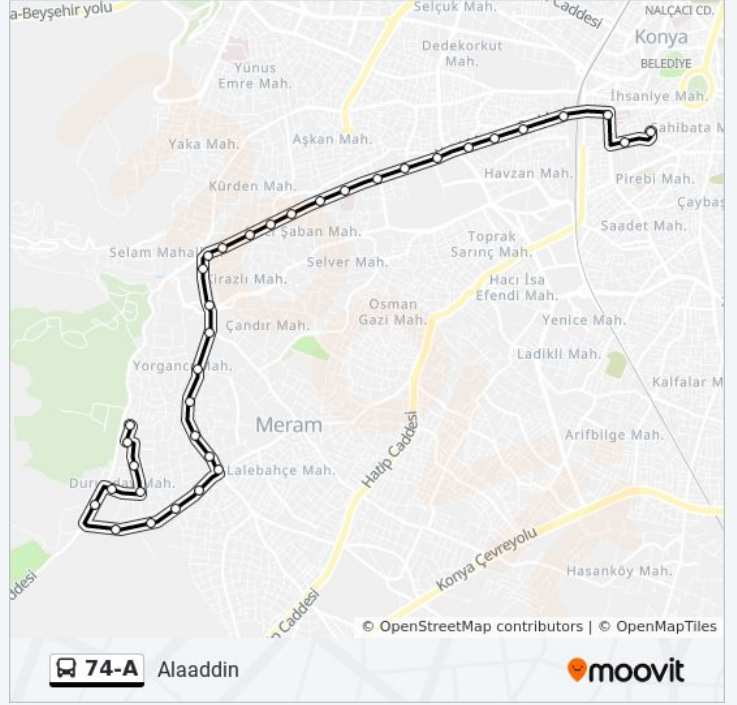 a-Beyşehir yolu
Selçuk Mah.
Caddesi
NALÇACI CD.
Konya
BELEDİYE
Dedekorkut
Mah.
Yunus
Emre Mah.
İhsaniye Mah.
Aşkan Mah.
Sahibata M
Yaka Mah.
Havzan Mah.
Pirebi Mah.
Kürden Mah.
Çaybaş
Saadet Mah.
Şaban Mah.
Toprak
Sarınç Mah.
Selam Mahal
Selver Mah.
Kirazlı Mah.
Hacı İsa
Efendi Mah.
Osman
Gazi Mah.
Çandır Mah.
Yenice Mah.
Ladikli Mah.
Yorgancı Mah.
Kalfalar M
Meram
Arifbilge Mah.
Hatip Caddesi
Lalebahçe Mah.
Durunday Mah.
Konya Çevreyolu
Hasanköy Mah.
ddesi
Caddesi
© OpenStreetMap contributors | © OpenMapTiles
74-A Alaaddin
moovit